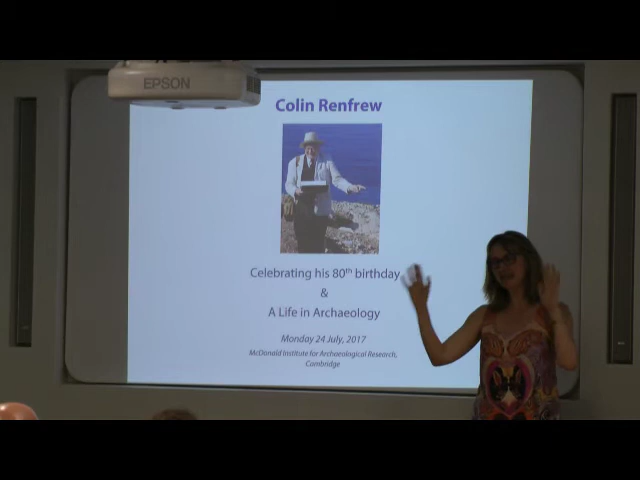 EPSON
Colin Renfrew
Celebrating his 80th birthday
&
A Life in Archaeology
Monday 24 July, 2017
McDonald Institute for Archaeological Research,
Cambridge